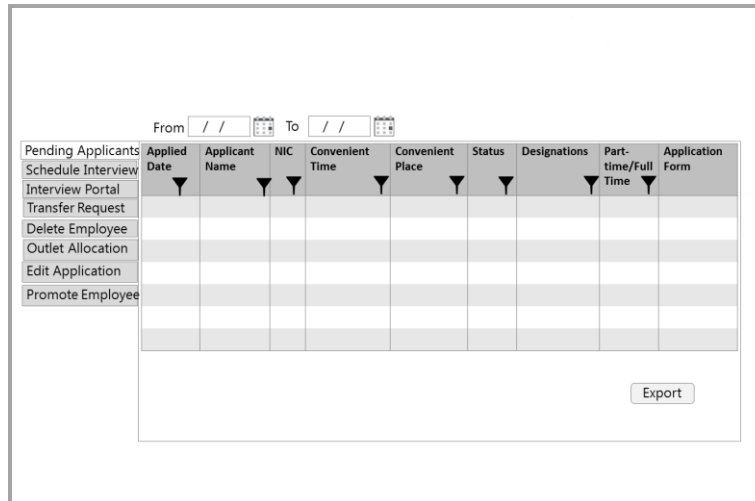 From / / To / /
Pending Applicants
Schedule Interview
Interview Portal
Transfer Request
Delete Employee
Outlet Allocation
Edit Application
Promote Employee
Applied Date
Applicant Name
NIC
Convenient Time
Convenient Place
Status
Designations
Part-time/Full Time
Application Form
Export